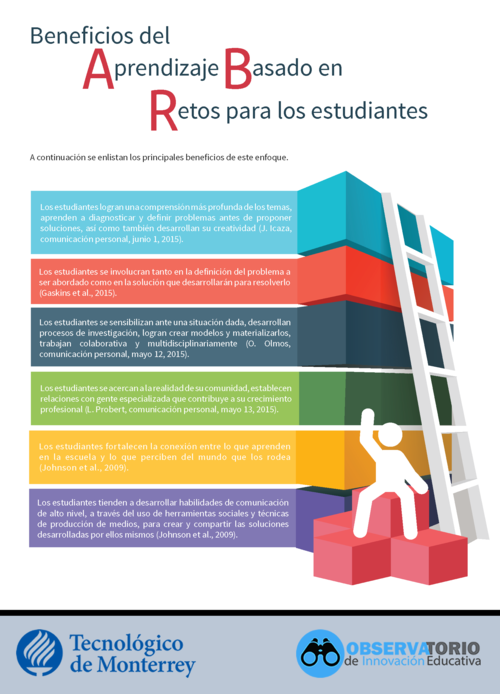 Beneficios del
Aprendizaje Basado en
Retos para los estudiantes
A continuación se enlistan los principales beneficios de este enfoque.
Los estudiantes logran una comprensión más profunda de los temas,
aprenden a diagnosticar y definir problemas antes de proponer
soluciones, así como también desarrollan su creatividad (J. Icaza,
comunicación personal, junio 1, 2015).
Los estudiantes se involucran tanto en la definición del problema a
ser abordado como en la solución que desarrollarán para resolverlo
(Gaskins et al., 2015).
Los estudiantes se sensibilizan ante una situación dada, desarrollan
procesos de investigación, logran crear modelos y materializarlos,
trabajan colaborativa y multidisciplinariamente (O. Olmos,
comunicación personal, mayo 12, 2015).
Los estudiantes se acercan a la realidad de su comunidad, establecen
relaciones con gente especializada que contribuye a su crecimiento
profesional (L. Probert, comunicación personal, mayo 13, 2015).
Los estudiantes fortalecen la conexión entre lo que aprenden
en la escuela y lo que perciben del mundo que los rodea
(Johnson et al., 2009).
Los estudiantes tienden a desarrollar habilidades de comunicación
de alto nivel, a través del uso de herramientas sociales y técnicas
de producción de medios, para crear y compartir las soluciones
desarrolladas por ellos mismos (Johnson et al., 2009).
Tecnológico
de Monterrey
OBSERVATORIO
de Innovación Educativa